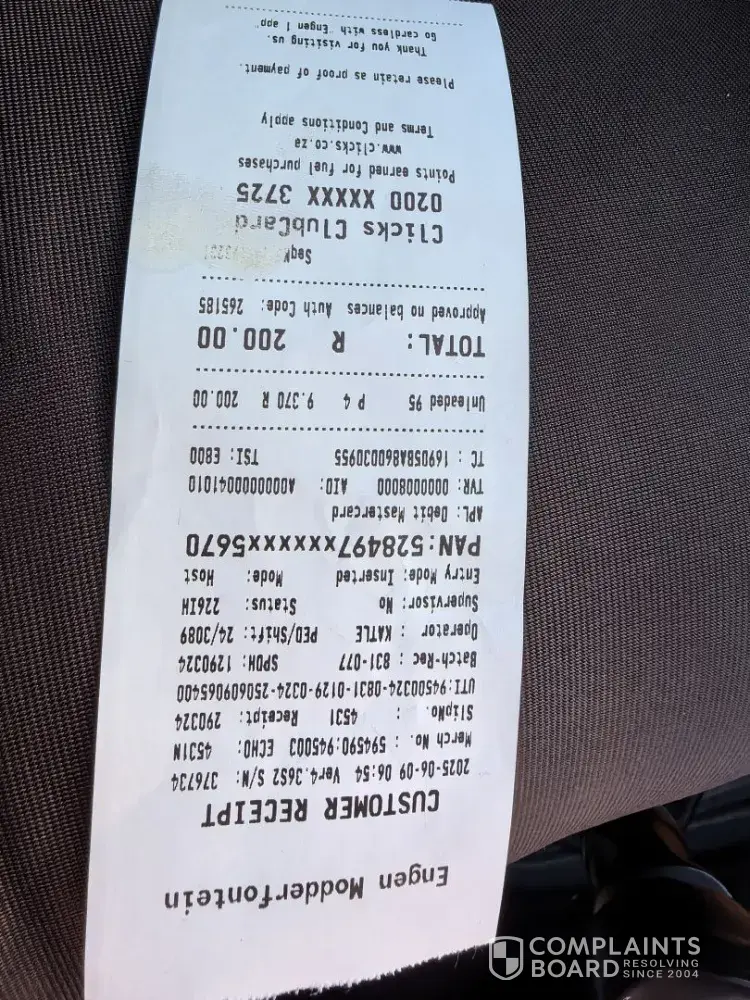 Engen Modderfontein
CUSTOMER RECEIPT
2025-06-09 06:54 Ver4.36S2 S/N: 376734
Merch No. : 594590:945003 ECHO: 4531N
SlipNo. : 4531 Receipt: 290324
UTI:94500324-0831-0129-0324-250609065400
Batch-Rec : 831-077 SPDH: 1290324
Operator : KATLE PED/Shift: 24/3089
Supervisor: No Status: 226IH
Entry Mode: Inserted Mode: Host
PAN:528497xxxxxx5670
APL: Debit Mastercard
TVR: 0000008000 AID: A0000000041010
TC : 169058A860030955 TSI: E800
Unleaded 95 P 4 9.370 R 200.00
TOTAL: R 200.00
Approved no balances Auth Code: 265185
Clicks ClubCard
0200 XXXXX 3725
Points earned for fuel purchases
www.clicks.co.za
Terms and Conditions apply
Please retain as proof of payment.
Thank you for visiting us.
Go cardless with "Engen 1 app"
COMPLAINTS
BOARD RESOLVING
SINCE 2004